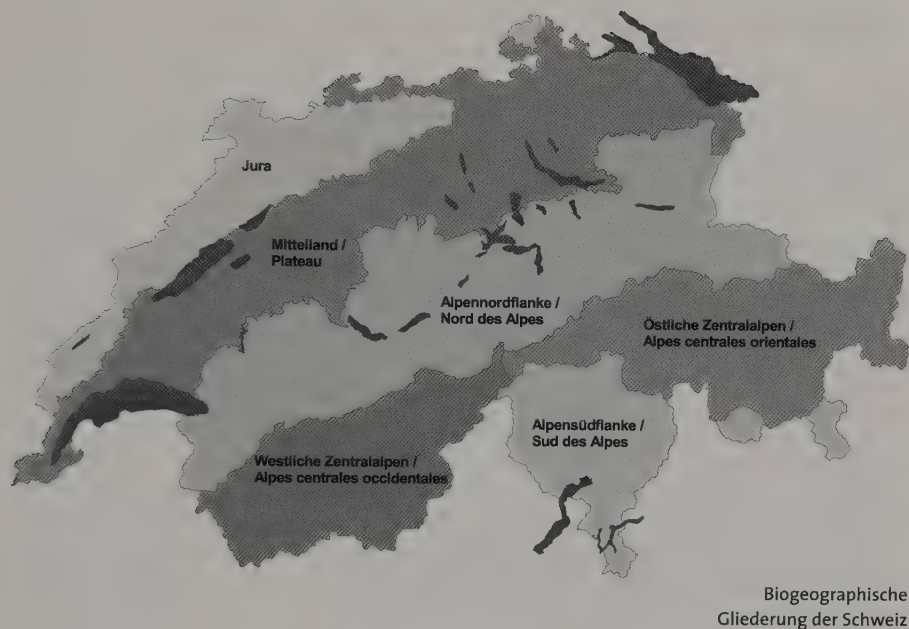 Jura
Mittelland /
Plateau
Alpennordflanke /
Nord des Alpes
Östliche Zentralalpen /
Alpes centrales orientales
Alpensüdflanke /
Sud des Alpes
Westliche Zentralalpen /
Alpes centrales occidentales
Biogeographische
Gliederung der Schweiz